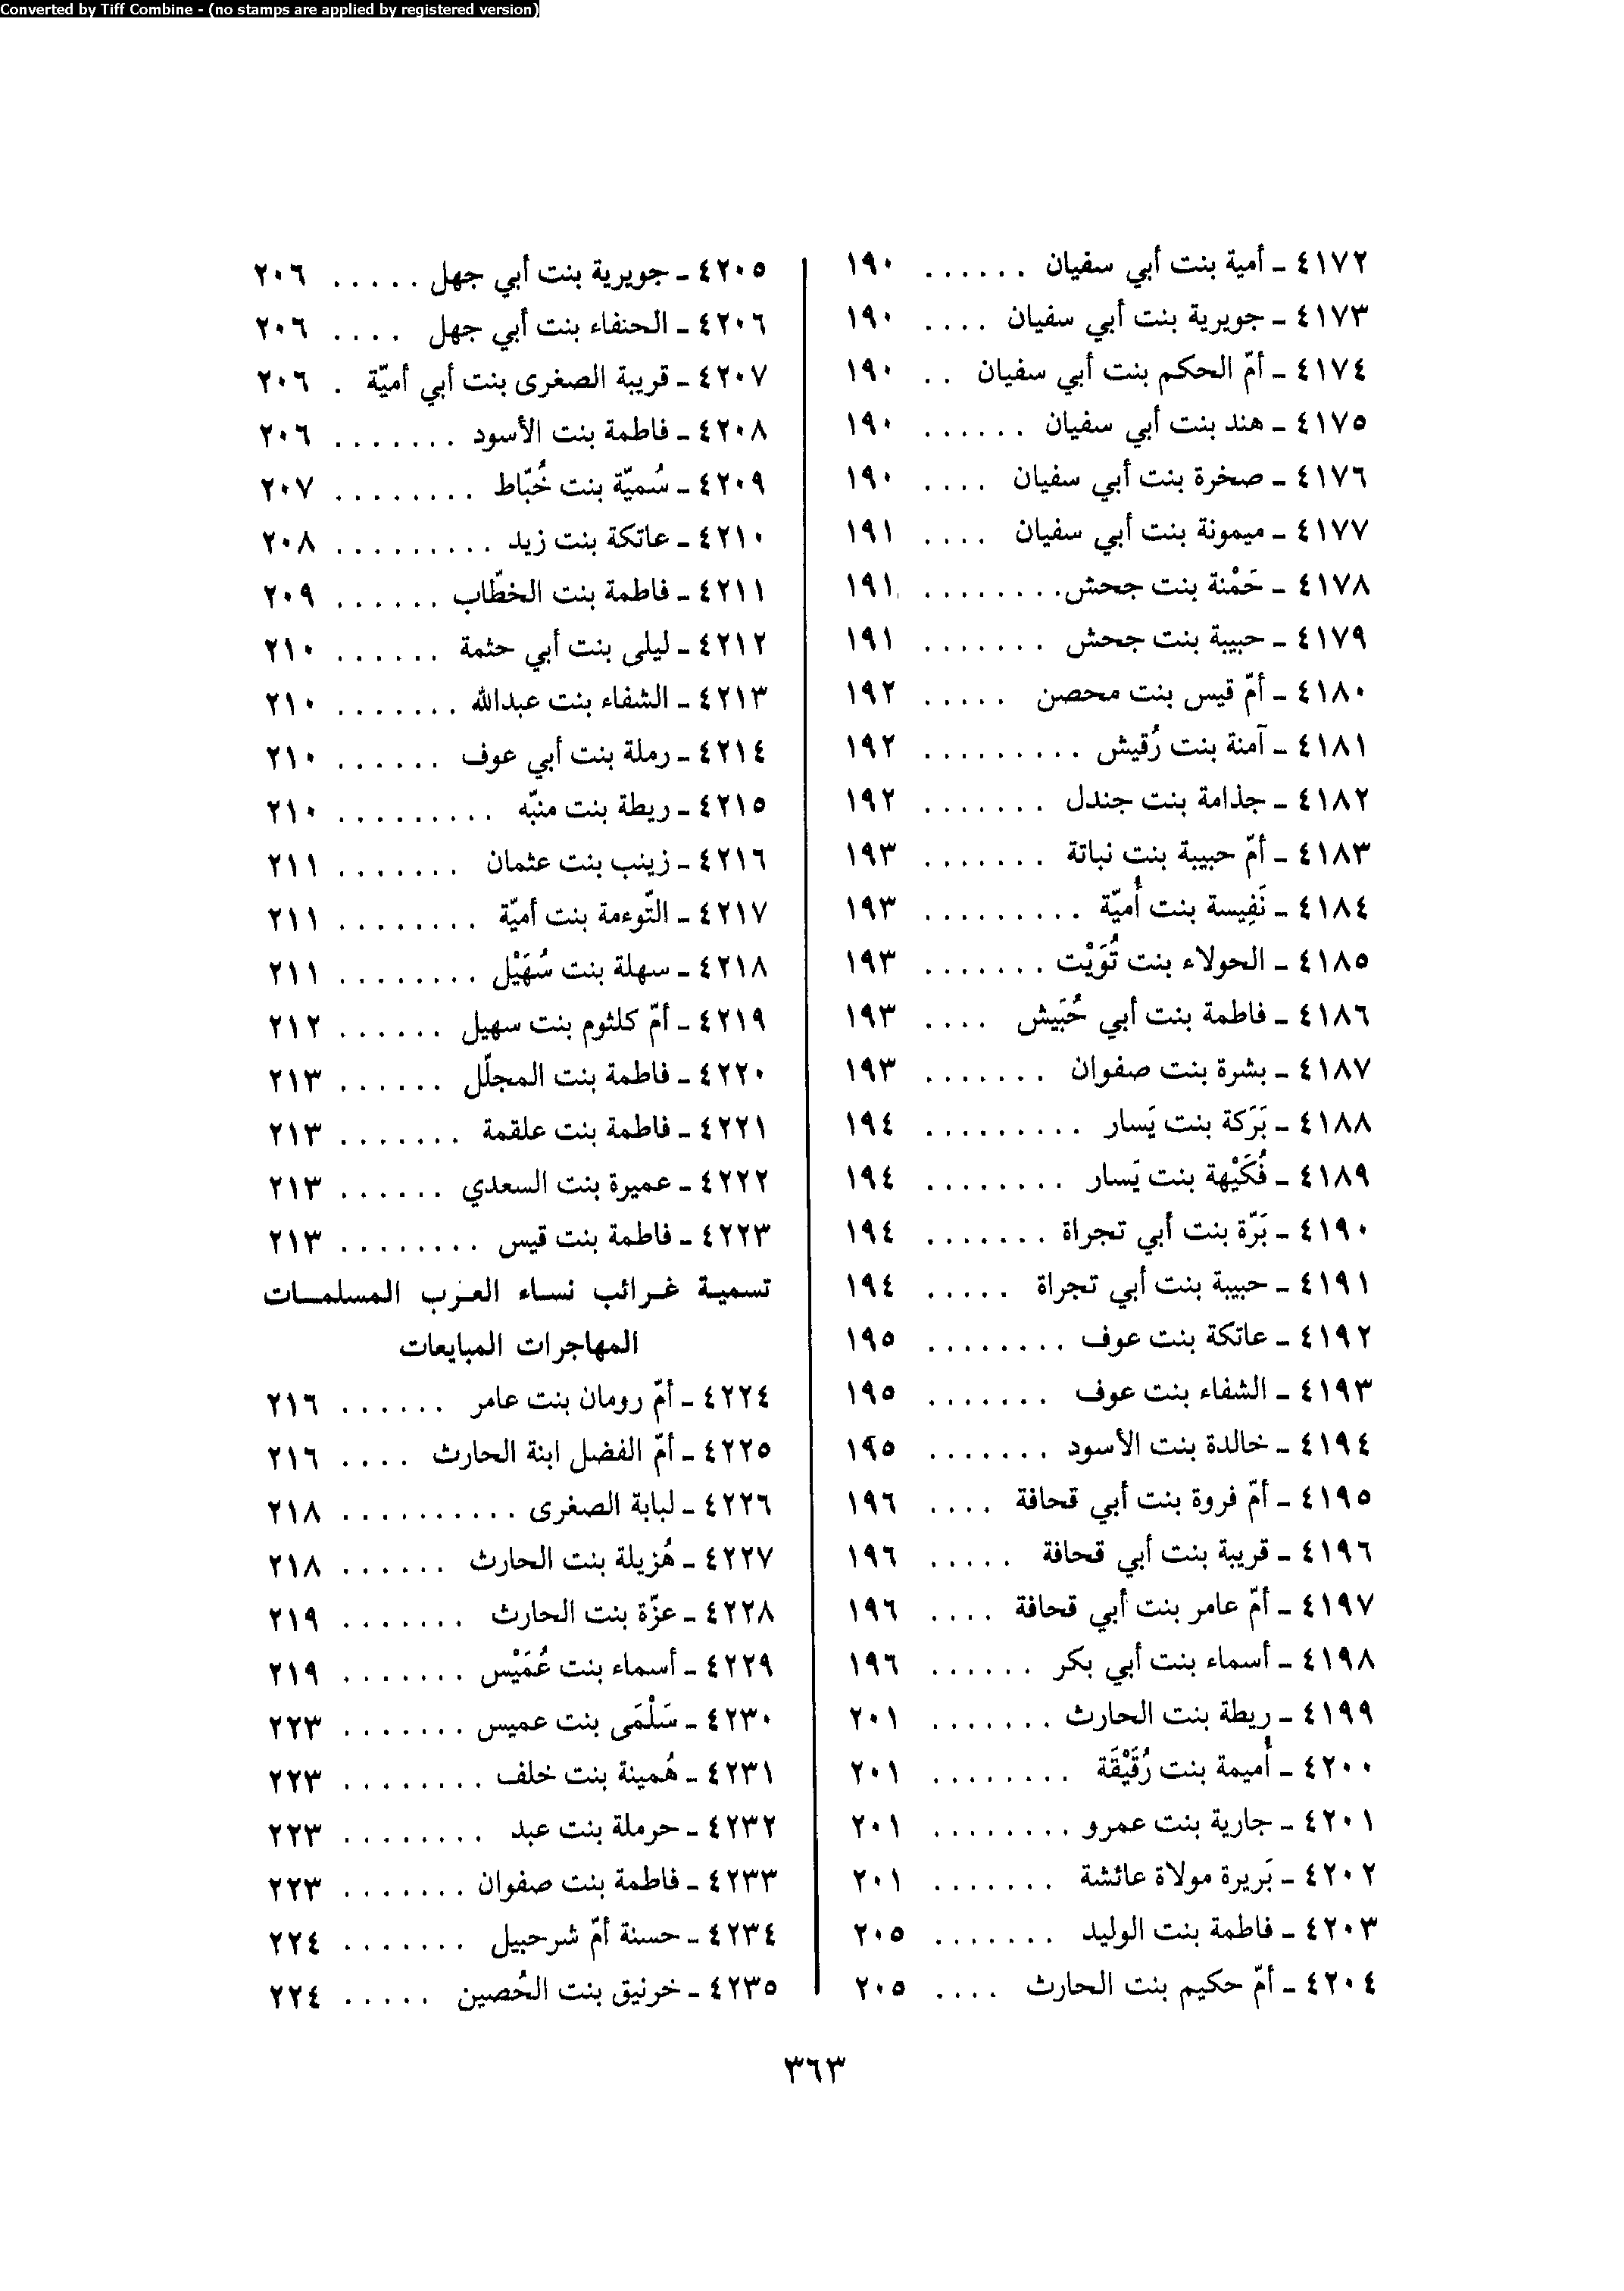 Converted by Tiff Combine - (no stamps are applied by registered version)
٤١٧٢ - أمية بنت أبي سفيان ...... ١٩٠
٤١٧٣ - جويرية بنت أبي سفيان .... ١٩٠
٤١٧٤ - أمّ الحكم بنت أبي سفيان .. ١٩٠
٤١٧٥ - هند بنت أبي سفيان ...... ١٩٠
٤١٧٦ - صخرة بنت أبي سفيان .... ١٩٠
٤١٧٧ - ميمونة بنت أبي سفيان .... ١٩١
٤١٧٨ - حَمْنة بنت جحش ........ ١٩١
٤١٧٩ - حبيبة بنت جحش ....... ١٩١
٤١٨٠ - أمّ قيس بنت محصن ..... ١٩٢
٤١٨١ - آمنة بنت رُقيش ......... ١٩٢
٤١٨٢ - جذامة بنت جندل ....... ١٩٢
٤١٨٣ - أمّ حبيبة بنت نباتة ....... ١٩٣
٤١٨٤ - نَفِيسة بنت أُميّة ......... ١٩٣
٤١٨٥ - الحولاء بنت تُوَيْت ....... ١٩٣
٤١٨٦ - فاطمة بنت أبي حُبَيش .... ١٩٣
٤١٨٧ - بشرة بنت صفوان ....... ١٩٣
٤١٨٨ - بَرَكة بنت يَسار ......... ١٩٤
٤١٨٩ - فُكَيْهة بنت يَسار ........ ١٩٤
٤١٩٠ - بَرّة بنت أبي تجراة ....... ١٩٤
٤١٩١ - حبيبة بنت أبي تجراة ..... ١٩٤
٤١٩٢ - عاتكة بنت عوف ........ ١٩٥
٤١٩٣ - الشفاء بنت عوف ....... ١٩٥
٤١٩٤ - خالدة بنت الأسود ....... ١٩٥
٤١٩٥ - أمّ فروة بنت أبي قحافة .... ١٩٦
٤١٩٦ - قريبة بنت أبي قحافة ..... ١٩٦
٤١٩٧ - أمّ عامر بنت أبي قحافة .... ١٩٦
٤١٩٨ - أسماء بنت أبي بكر ...... ١٩٦
٤١٩٩ - ريطة بنت الحارث ....... ٢٠١
٤٢٠٠ - أُميمة بنت رُقَيْقَة ........ ٢٠١
٤٢٠١ - جارية بنت عمرو ........ ٢٠١
٤٢٠٢ - بَريرة مولاة عائشة ....... ٢٠١
٤٢٠٣ - فاطمة بنت الوليد ....... ٢٠٥
٤٢٠٤ - أمّ حكيم بنت الحارث .... ٢٠٥
٤٢٠٥ - جويرية بنت أبي جهل ..... ٢٠٦
٤٢٠٦ - الحنفاء بنت أبي جهل .... ٢٠٦
٤٢٠٧ - قريبة الصغرى بنت أبي أميّة . ٢٠٦
٤٢٠٨ - فاطمة بنت الأسود ....... ٢٠٦
٤٢٠٩ - سُميّة بنت خُبّاط ........ ٢٠٧
٤٢١٠ - عاتكة بنت زيد ......... ٢٠٨
٤٢١١ - فاطمة بنت الخطّاب ...... ٢٠٩
٤٢١٢ - ليلى بنت أبي حثمة ...... ٢١٠
٤٢١٣ - الشفاء بنت عبدالله ....... ٢١٠
٤٢١٤ - رملة بنت أبي عوف ...... ٢١٠
٤٢١٥ - ريطة بنت منبّه ......... ٢١٠
٤٢١٦ - زينب بنت عثمان ....... ٢١١
٤٢١٧ - التّوءمة بنت أميّة ........ ٢١١
٤٢١٨ - سهلة بنت سُهَيْل ........ ٢١١
٤٢١٩ - أمّ كلثوم بنت سهيل ...... ٢١٢
٤٢٢٠ - فاطمة بنت المجلّل ...... ٢١٣
٤٢٢١ - فاطمة بنت علقمة ....... ٢١٣
٤٢٢٢ - عميرة بنت السعدي ...... ٢١٣
٤٢٢٣ - فاطمة بنت قيس ........ ٢١٣
تسمية غرائب نساء العرب المسلمات
المهاجرات المبايعات
٤٢٢٤ - أمّ رومان بنت عامر ...... ٢١٦
٤٢٢٥ - أمّ الفضل ابنة الحارث .... ٢١٦
٤٢٢٦ - لبابة الصغرى .......... ٢١٨
٤٢٢٧ - هُزيلة بنت الحارث ...... ٢١٨
٤٢٢٨ - عزّة بنت الحارث ....... ٢١٩
٤٢٢٩ - أسماء بنت عُمَيْس ....... ٢١٩
٤٢٣٠ - سَلْمَى بنت عميس ....... ٢٢٣
٤٢٣١ - هُمينة بنت خلف ........ ٢٢٣
٤٢٣٢ - حرملة بنت عبد ........ ٢٢٣
٤٢٣٣ - فاطمة بنت صفوان ....... ٢٢٣
٤٢٣٤ - حسنة أمّ شرحبيل ....... ٢٢٤
٤٢٣٥ - خرنيق بنت الحُصين ..... ٢٢٤
٣٦٣